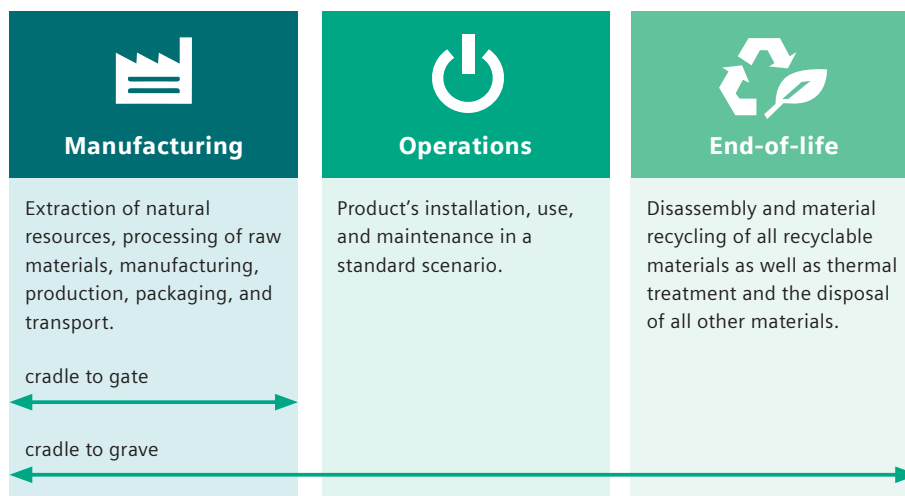 Manufacturing
Extraction of natural
resources, processing of raw
materials, manufacturing,
production, packaging, and
transport.
cradle to gate
cradle to grave
Operations
Product’s installation, use,
and maintenance in a
standard scenario.
End-of-life
Disassembly and material
recycling of all recyclable
materials as well as thermal
treatment and the disposal
of all other materials.